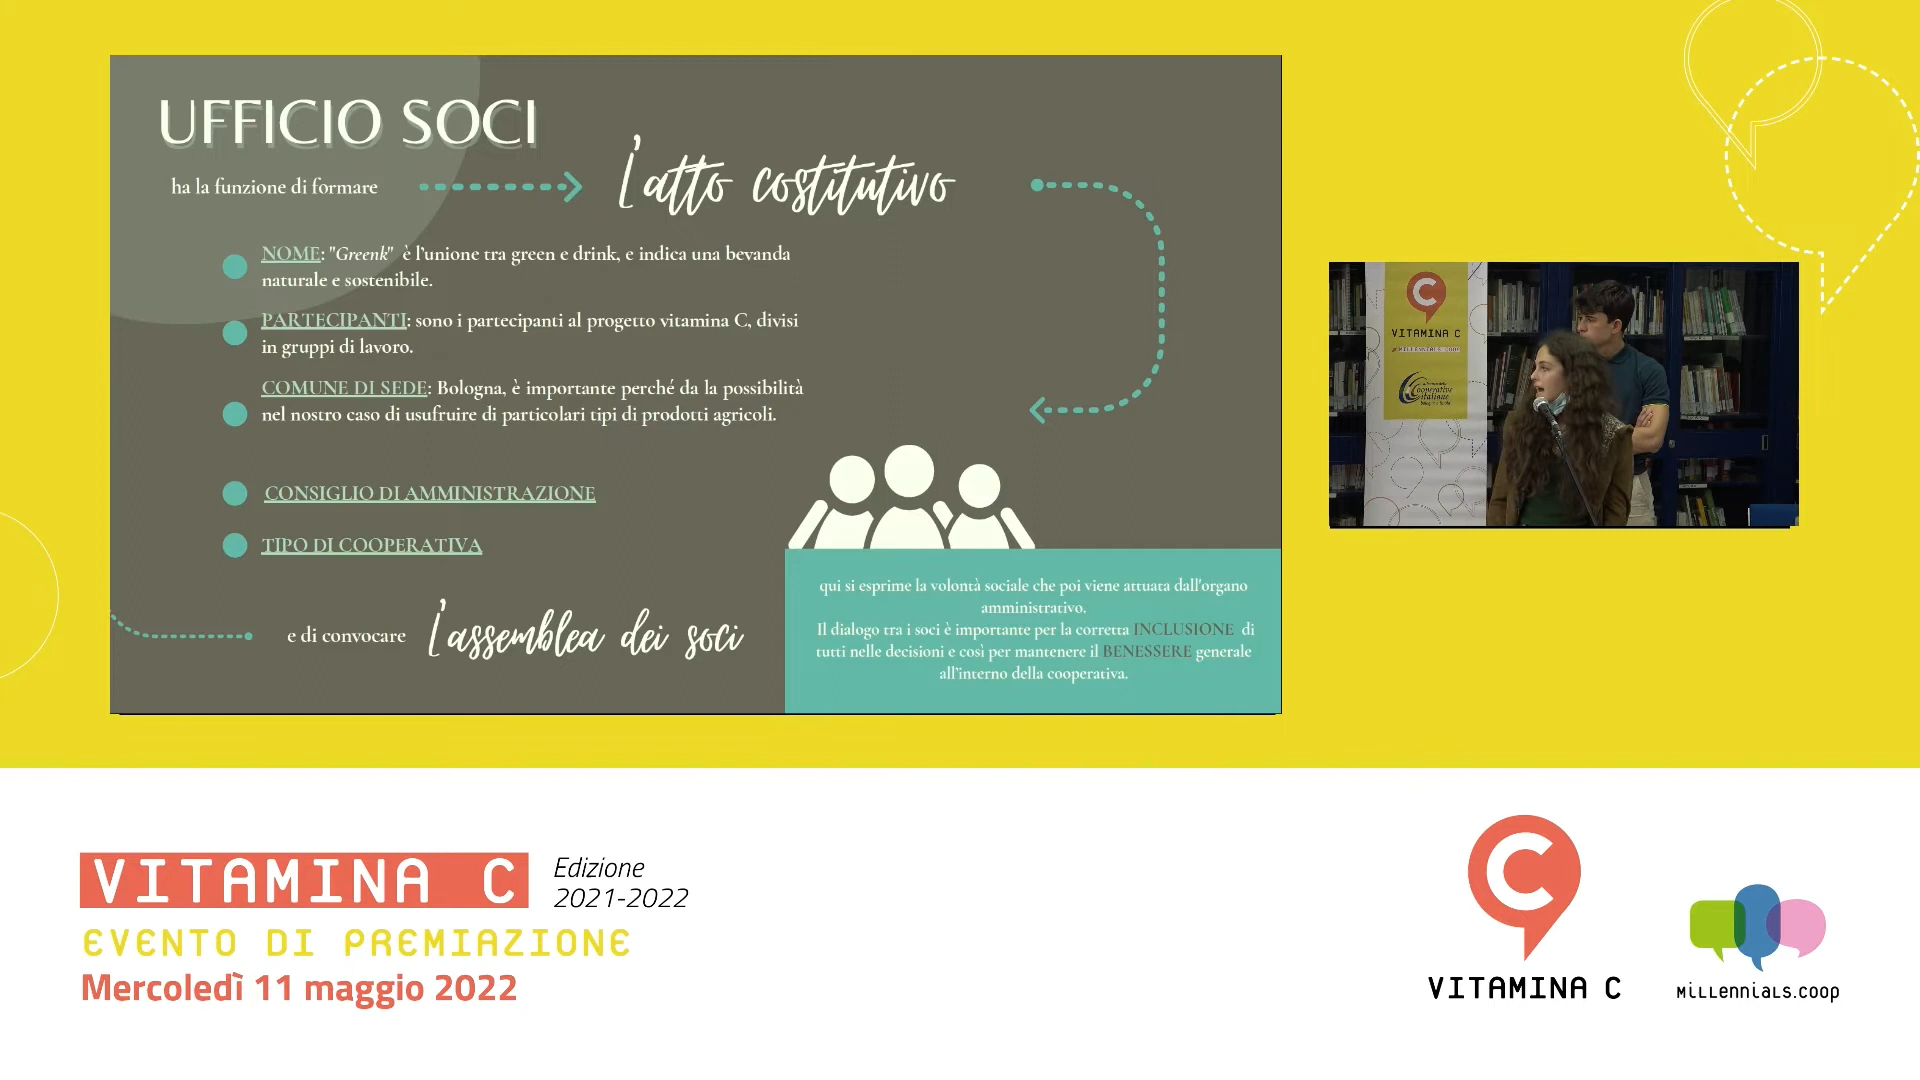 UFFICIO SOCI
ha la funzione di formare
L'atto costitutivo
NOME: "Greenk" è l'unione tra green e drink, e indica una bevanda
naturale e sostenibile.
PARTECIPANTI: sono i partecipanti al progetto vitamina C, divisi
in gruppi di lavoro.
COMUNE DI SEDE: Bologna, è importante perché da la possibilità
nel nostro caso di usufruire di particolari tipi di prodotti agricoli.
CONSIGLIO DI AMMINISTRAZIONE
TIPO DI COOPERATIVA
e di convocare
L'assemblea dei soci
qui si esprime la volontà sociale che poi viene attuata dall'organo
amministrativo.
Il dialogo tra i soci è importante per la corretta INCLUSIONE di
tutti nelle decisioni e così per mantenere il BENESSERE generale
all'interno della cooperativa.
VITAMINA C
MILLENNIALS.COOP
Cooperative
italiane
VITAMINA C
Edizione
2021-2022
EVENTO DI PREMIAZIONE
Mercoledì 11 maggio 2022
VITAMINA C
MiLLenniALS.coop